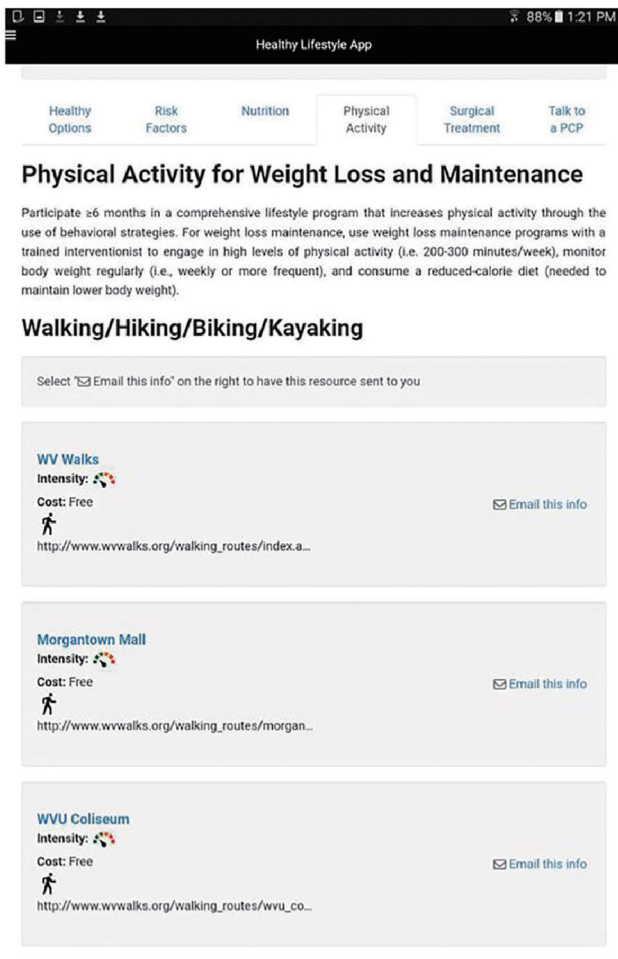 88% 1:21 PM
Healthy Lifestyle App
Healthy Options
Risk Factors
Nutrition
Physical Activity
Surgical Treatment
Talk to a PCP
Physical Activity for Weight Loss and Maintenance
Participate ≥6 months in a comprehensive lifestyle program that increases physical activity through the
use of behavioral strategies. For weight loss maintenance, use weight loss maintenance programs with a
trained interventionist to engage in high levels of physical activity (i.e. 200-300 minutes/week), monitor
body weight regularly (i.e., weekly or more frequent), and consume a reduced-calorie diet (needed to
maintain lower body weight).
Walking/Hiking/Biking/Kayaking
Select "Email this info" on the right to have this resource sent to you
WV Walks
Intensity:
Cost: Free
Email this info
http://www.wvwalks.org/walking_routes/index.a...
Morgantown Mall
Intensity:
Cost: Free
Email this info
http://www.wvwalks.org/walking_routes/morgan...
WVU Coliseum
Intensity:
Cost: Free
Email this info
http://www.wvwalks.org/walking_routes/wvu_co...